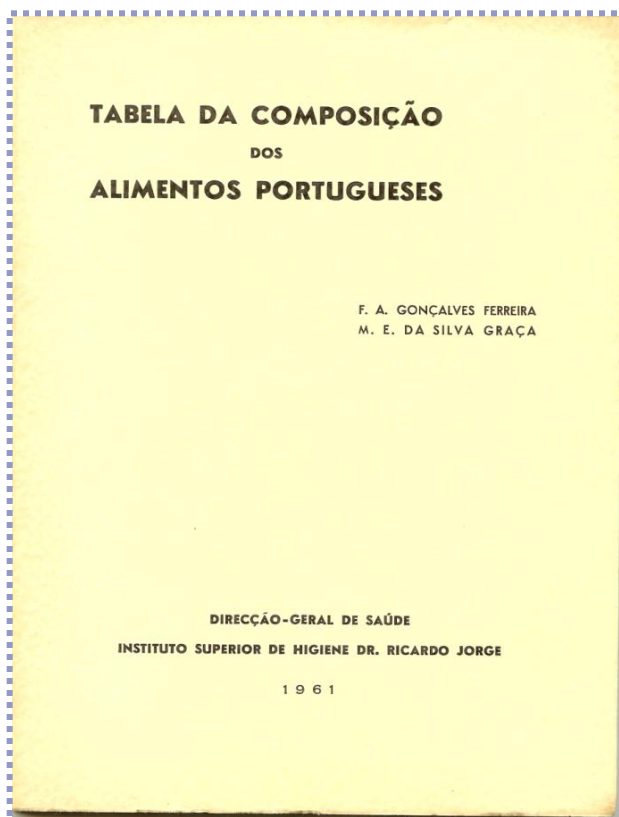 TABELA DA COMPOSIÇÃO
DOS
ALIMENTOS PORTUGUESES
F. A. GONÇALVES FERREIRA
M. E. DA SILVA GRAÇA
DIRECÇÃO-GERAL DE SAÚDE
INSTITUTO SUPERIOR DE HIGIENE DR. RICARDO JORGE
1961